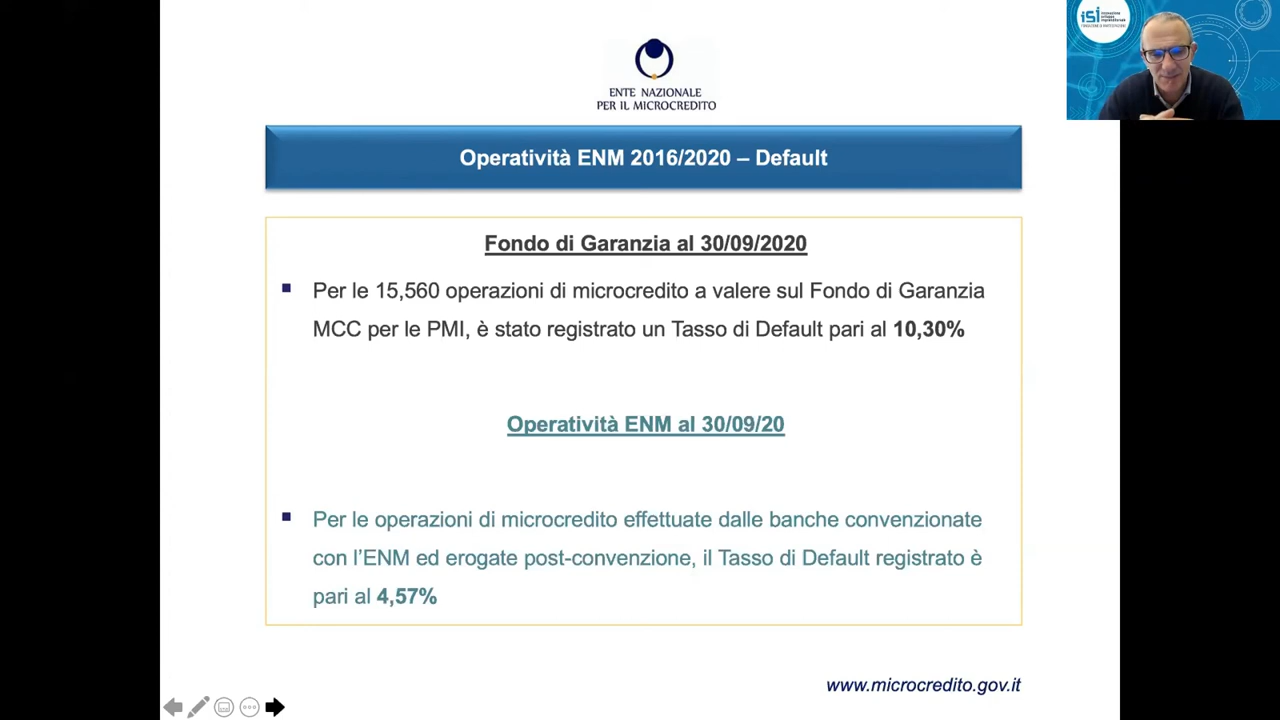 isi
innovazione
sviluppo
imprenditoriale
ENTE NAZIONALE
PER IL MICROCREDITO
Operatività ENM 2016/2020 – Default
Fondo di Garanzia al 30/09/2020
Per le 15,560 operazioni di microcredito a valere sul Fondo di Garanzia
MCC per le PMI, è stato registrato un Tasso di Default pari al 10,30%
Operatività ENM al 30/09/20
Per le operazioni di microcredito effettuate dalle banche convenzionate
con l’ENM ed erogate post-convenzione, il Tasso di Default registrato è
pari al 4,57%
www.microcredito.gov.it